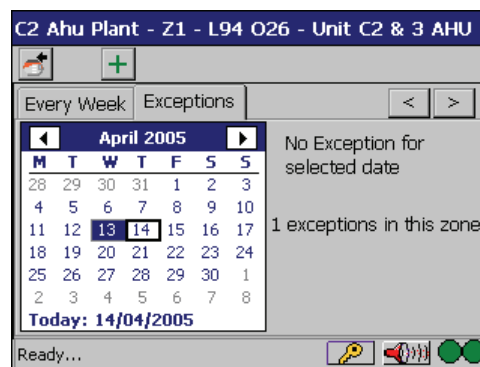 C2 Ahu Plant - Z1 - L94 O26 - Unit C2 & 3 AHU
Every Week Exceptions < >
April 2005
M T W T F S S
28 29 30 31 1 2 3
4 5 6 7 8 9 10
11 12 13 14 15 16 17
18 19 20 21 22 23 24
25 26 27 28 29 30 1
2 3 4 5 6 7 8
Today: 14/04/2005
No Exception for
selected date
1 exceptions in this zone
Ready...